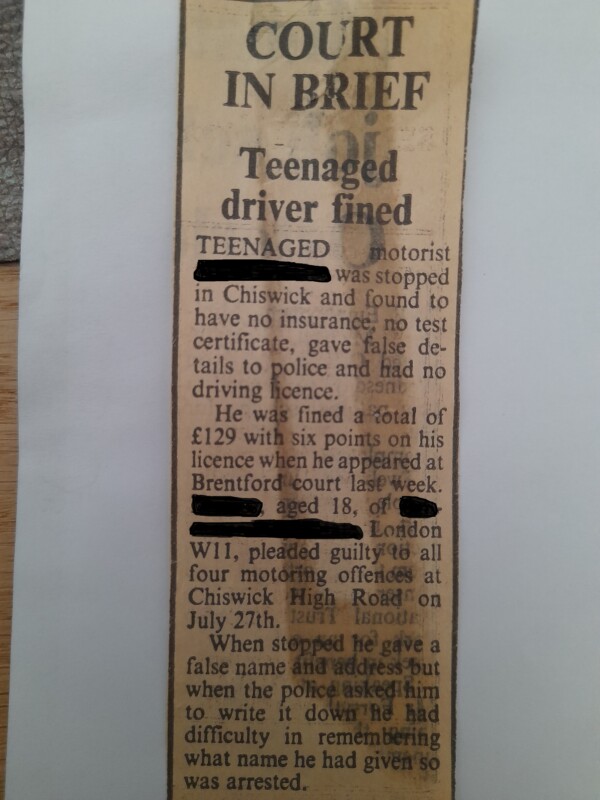 COURT
IN BRIEF
Teenaged
driver fined
TEENAGED motorist
was stopped
in Chiswick and found to
have no insurance, no test
certificate, gave false de-
tails to police and had no
driving licence.
He was fined a total of
£129 with six points on his
licence when he appeared at
Brentford court last week.
, aged 18, of
London
W11, pleaded guilty to all
four motoring offences at
Chiswick High Road on
July 27th.
When stopped he gave a
false name and address but
when the police asked him
to write it down he had
difficulty in remembering
what name he had given so
was arrested.